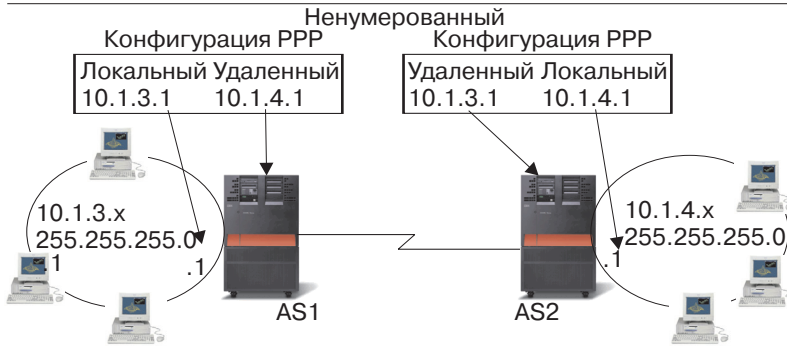 Ненумерованный
Конфигурация PPP
Конфигурация PPP
Локальный Удаленный
10.1.3.1 10.1.4.1
Удаленный Локальный
10.1.3.1 10.1.4.1
10.1.3.x
255.255.255.0
.1
.1
10.1.4.x
255.255.255.0
.1
AS1
AS2